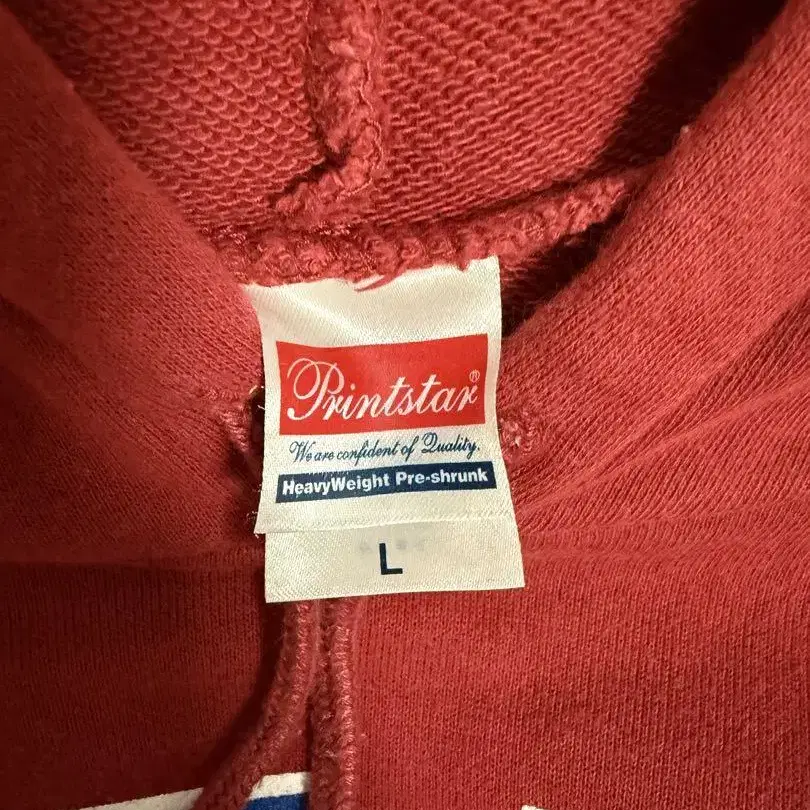 Printstar®
We are confident of Quality.
HeavyWeight Pre-shrunk
L